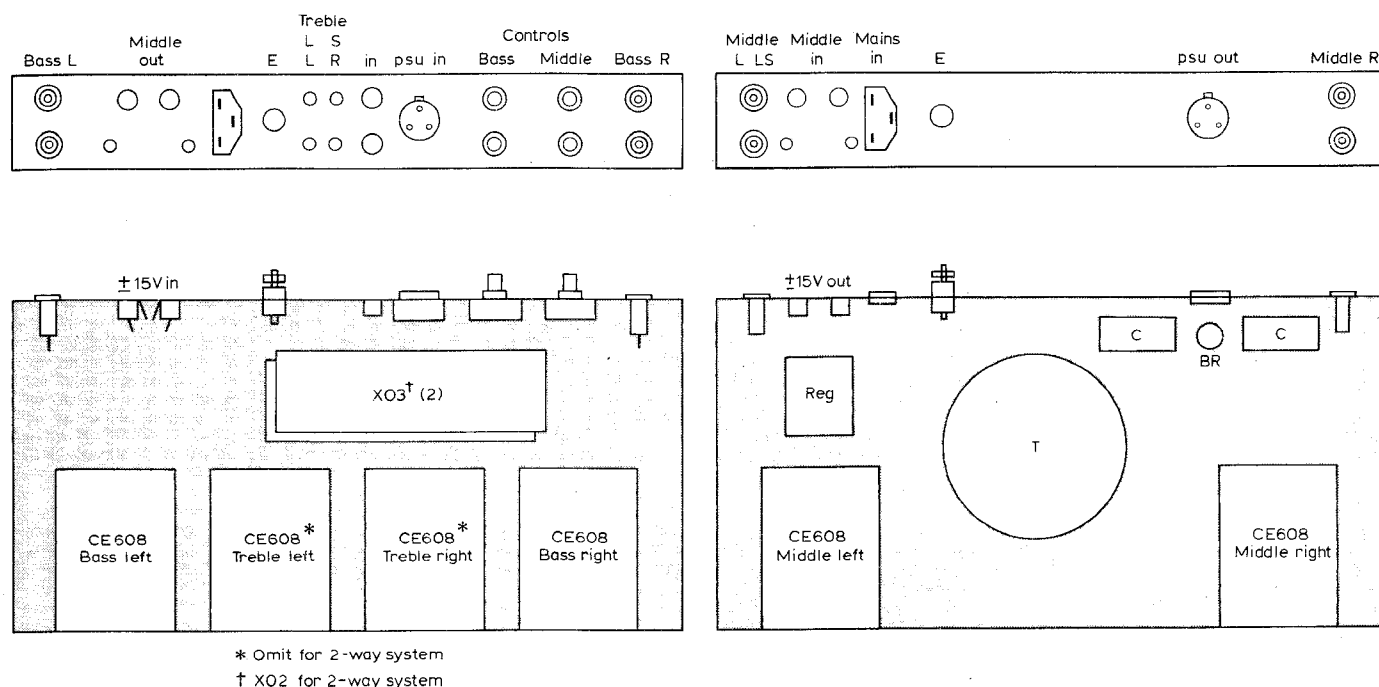 Treble
Middle L S Controls
Bass L out E L R in psu in Bass Middle Bass R
Middle Middle Mains
L LS in in E psu out Middle R
± 15V in
XO3† (2)
CE608
Bass left
CE608*
Treble left
CE608*
Treble right
CE608
Bass right
* Omit for 2-way system
† XO2 for 2-way system
±15V out
C
BR
C
Reg
T
CE608
Middle left
CE608
Middle right